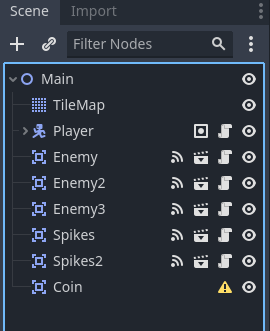 Scene Import
Filter Nodes
Main
TileMap
Player
Enemy
Enemy2
Enemy3
Spikes
Spikes2
Coin